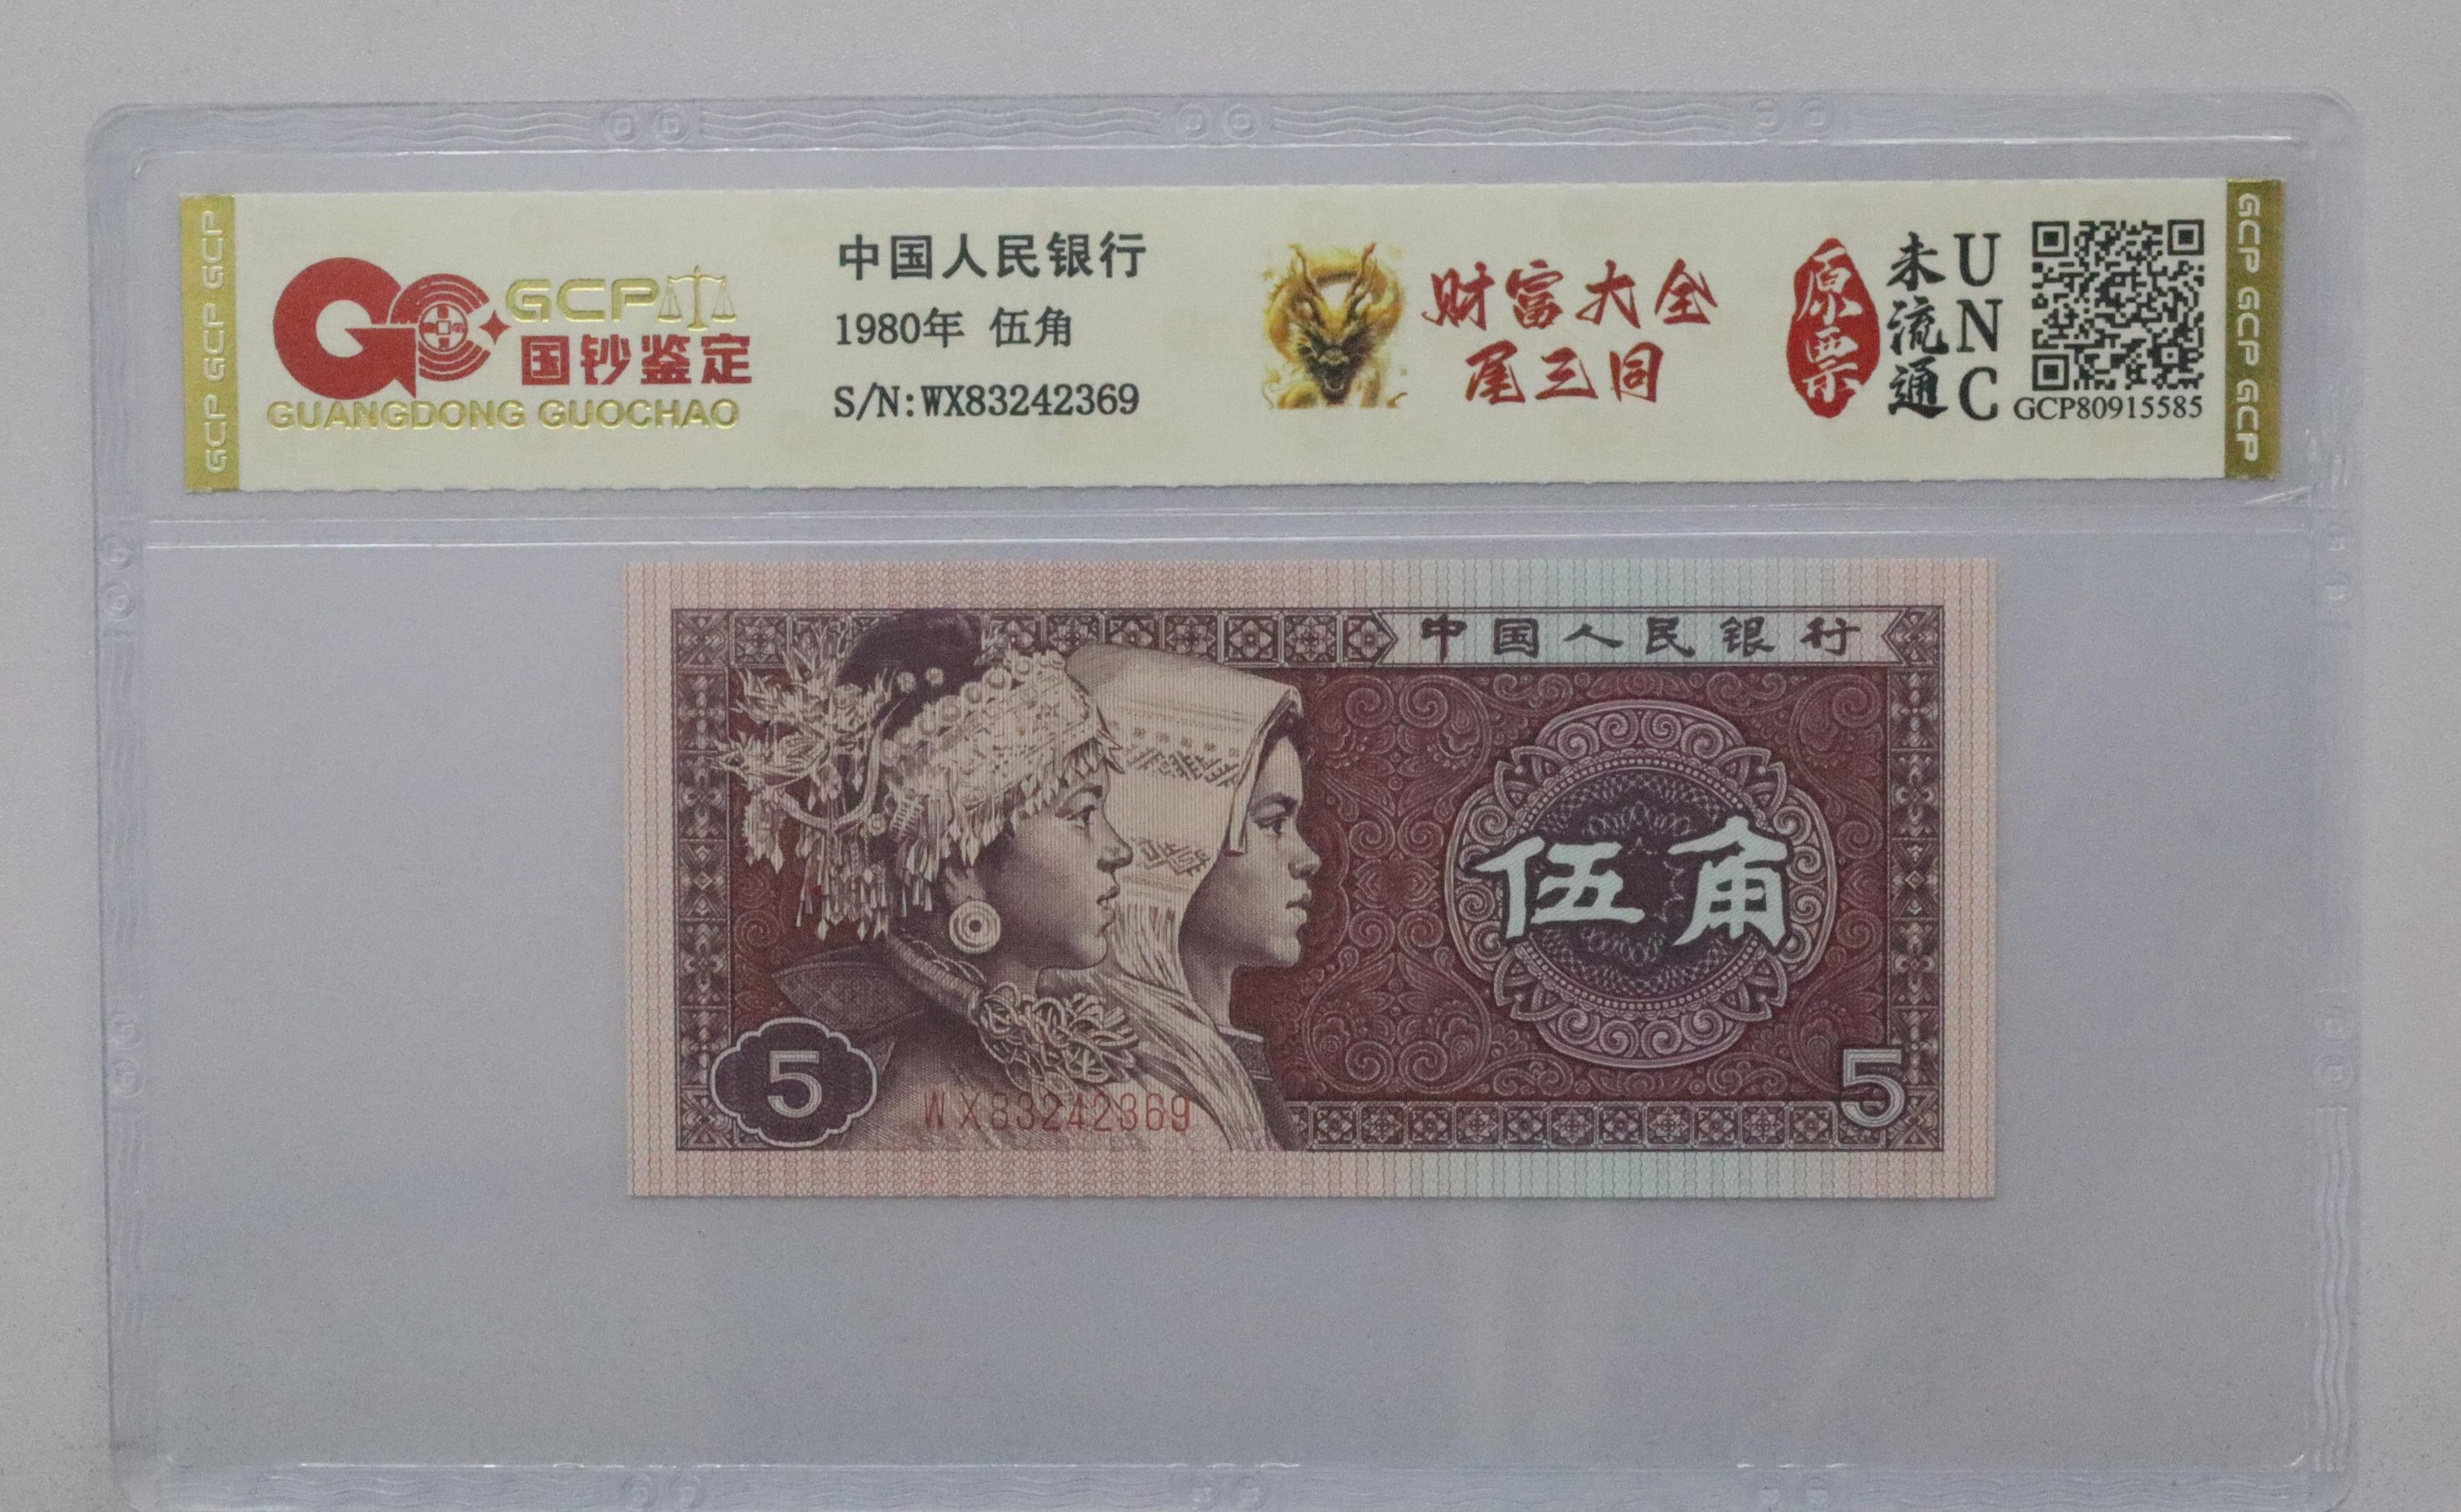 GCP GCP GCP
GCP
国钞鉴定
GUANGDONG GUOCHAO
中国人民银行
1980年 伍角
S/N:WX83242369
财富大全
尾三同
原票
未流通
UNC
GCP80915585
GCP GCP GCP
中国人民银行
伍角
5
WX83242369
5